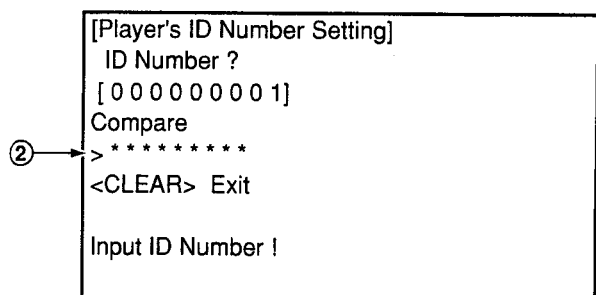 [Player's ID Number Setting]
ID Number ?
[ 0 0 0 0 0 0 0 0 1]
Compare
② > * * * * * * * * *
<CLEAR> Exit
Input ID Number !